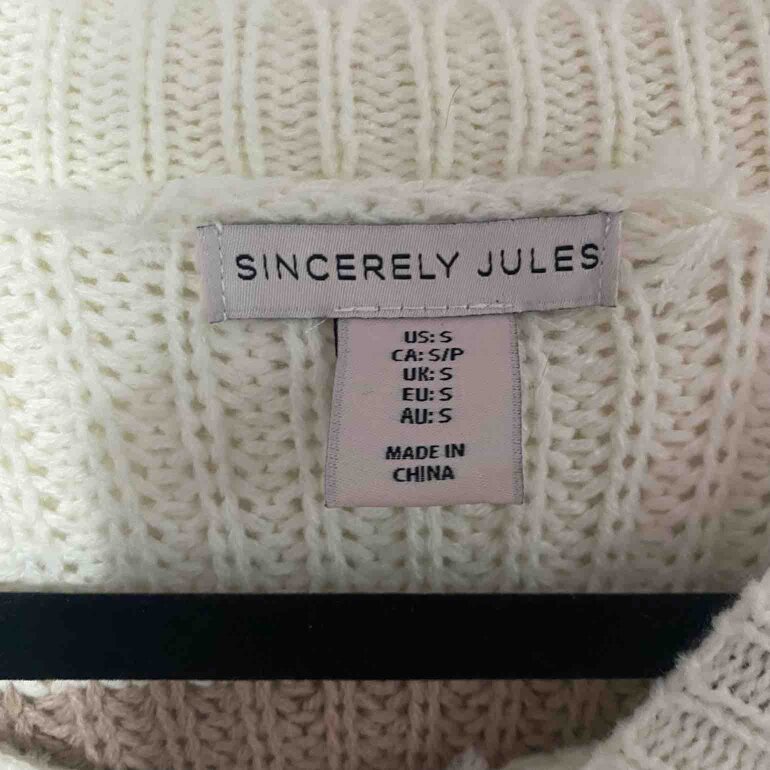 SINCERELY JULES
US: S
CA: S/P
UK: S
EU: S
AU: S
MADE IN
CHINA